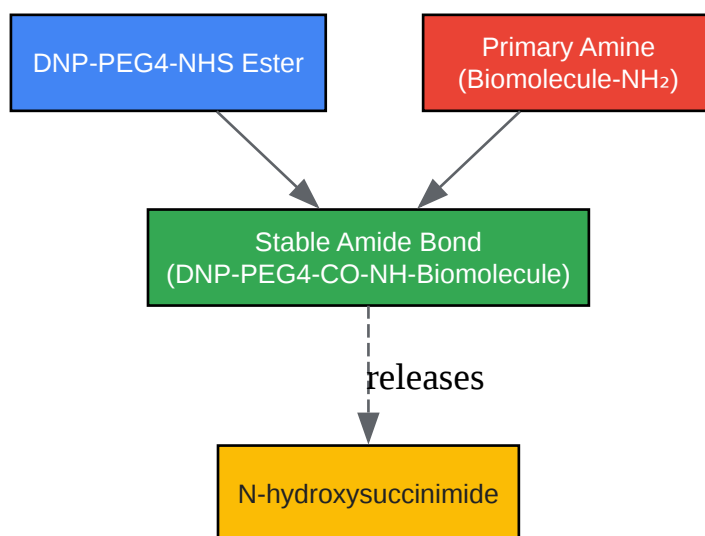 DNP-PEG4-NHS Ester
Primary Amine
(Biomolecule-NH₂)
Stable Amide Bond
(DNP-PEG4-CO-NH-Biomolecule)
releases
N-hydroxysuccinimide